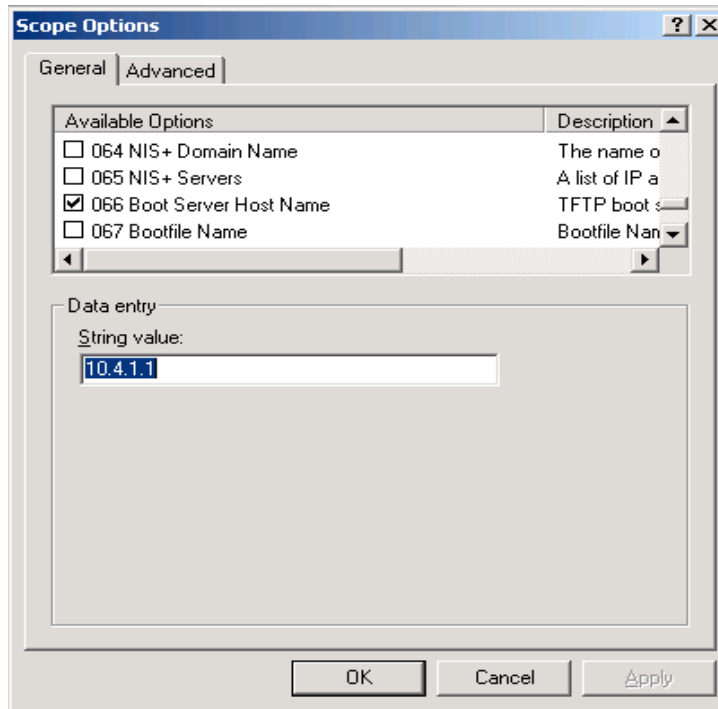 Scope Options
General Advanced
Available Options Description
064 NIS+ Domain Name The name o
065 NIS+ Servers A list of IP a
066 Boot Server Host Name TFTP boot s
067 Bootfile Name Bootfile Nan
Data entry
String value:
10.4.1.1
OK Cancel Apply